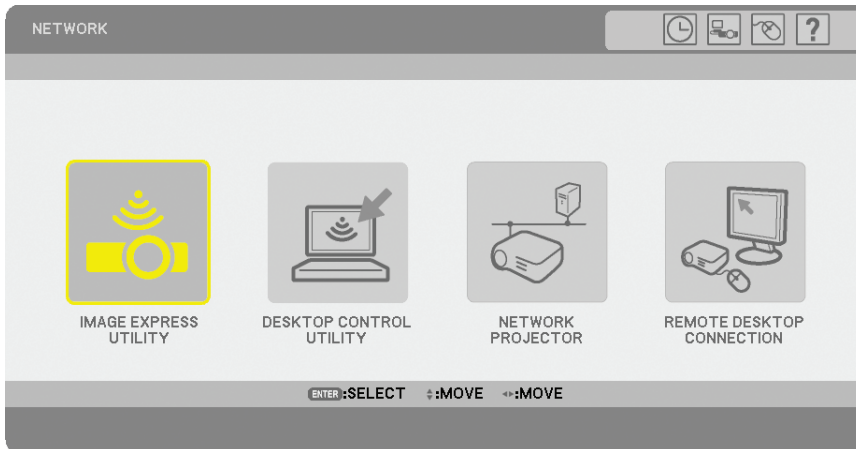 NETWORK
?
IMAGE EXPRESS
UTILITY
DESKTOP CONTROL
UTILITY
NETWORK
PROJECTOR
REMOTE DESKTOP
CONNECTION
ENTER:SELECT :MOVE :MOVE